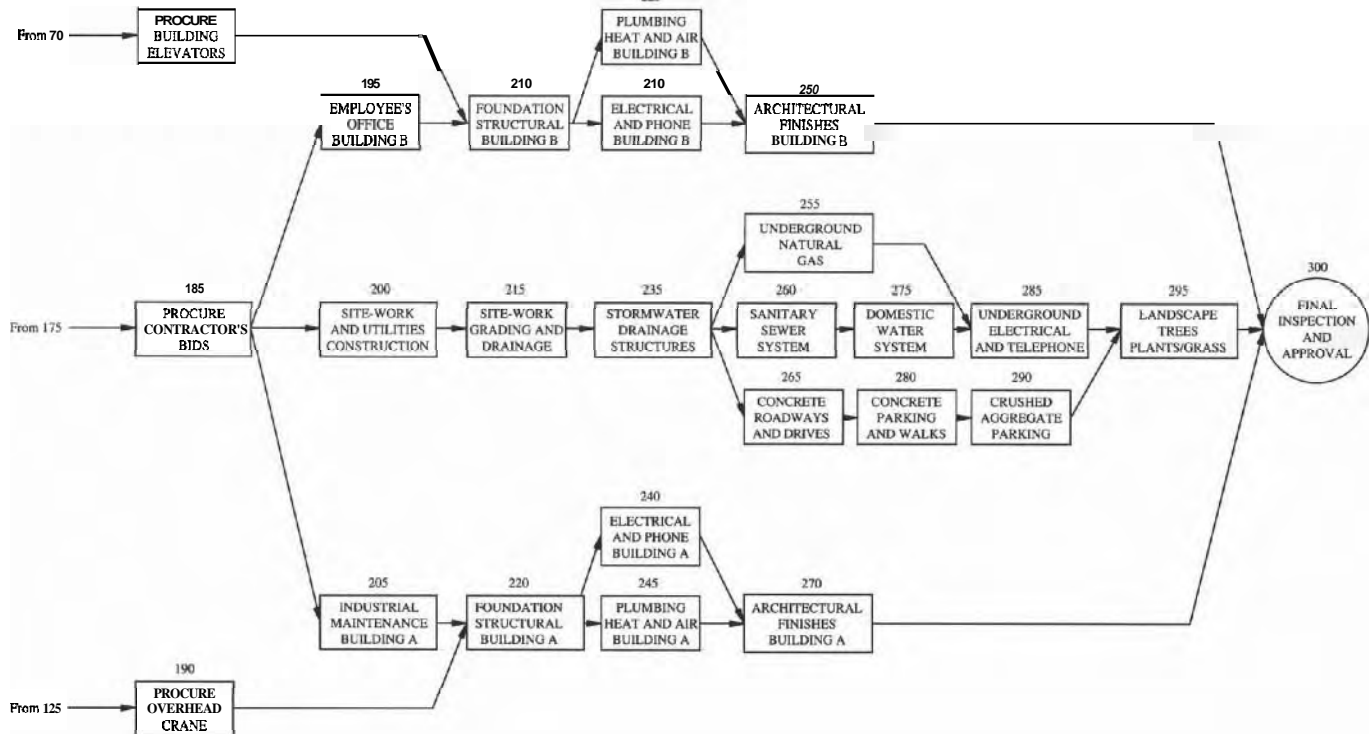 From 70
PROCURE
BUILDING
ELEVATORS
PLUMBING
HEAT AND AIR
BUILDING B
195
EMPLOYEE'S
OFFICE
BUILDING B
210
FOUNDATION
STRUCTURAL
BUILDING B
210
ELECTRICAL
AND PHONE
BUILDING B
250
ARCHITECTURAL
FINISHES
BUILDING B
255
UNDERGROUND
NATURAL
GAS
From 175
185
PROCURE
CONTRACTOR'S
BIDS
200
SITE-WORK
AND UTILITIES
CONSTRUCTION
215
SITE-WORK
GRADING AND
DRAINAGE
235
STORMWATER
DRAINAGE
STRUCTURES
260
SANITARY
SEWER
SYSTEM
275
DOMESTIC
WATER
SYSTEM
285
UNDERGROUND
ELECTRICAL
AND TELEPHONE
295
LANDSCAPE
TREES
PLANTS/GRASS
300
FINAL
INSPECTION
AND
APPROVAL
265
CONCRETE
ROADWAYS
AND DRIVES
280
CONCRETE
PARKING
AND WALKS
290
CRUSHED
AGGREGATE
PARKING
240
ELECTRICAL
AND PHONE
BUILDING A
205
INDUSTRIAL
MAINTENANCE
BUILDING A
220
FOUNDATION
STRUCTURAL
BUILDING A
245
PLUMBING
HEAT AND AIR
BUILDING A
270
ARCHITECTURAL
FINISHES
BUILDING A
From 125
190
PROCURE
OVERHEAD
CRANE